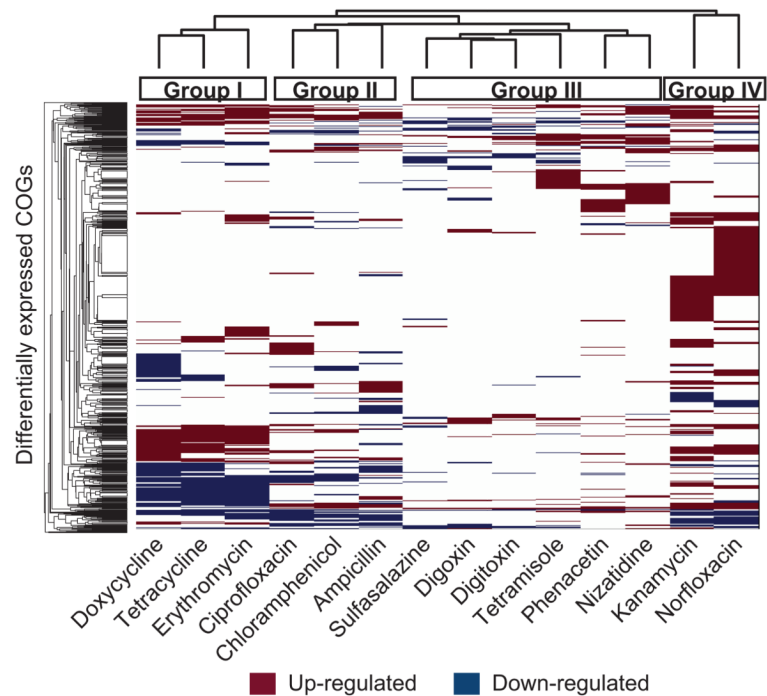 Group I
Group II
Group III
Group IV
Differentially expressed COGs
Doxycycline
Tetracycline
Erythromycin
Ciprofloxacin
Chloramphenicol
Ampicillin
Sulfasalazine
Digoxin
Digitoxin
Tetramisole
Phenacetin
Nizatidine
Kanamycin
Norfloxacin
Up-regulated
Down-regulated